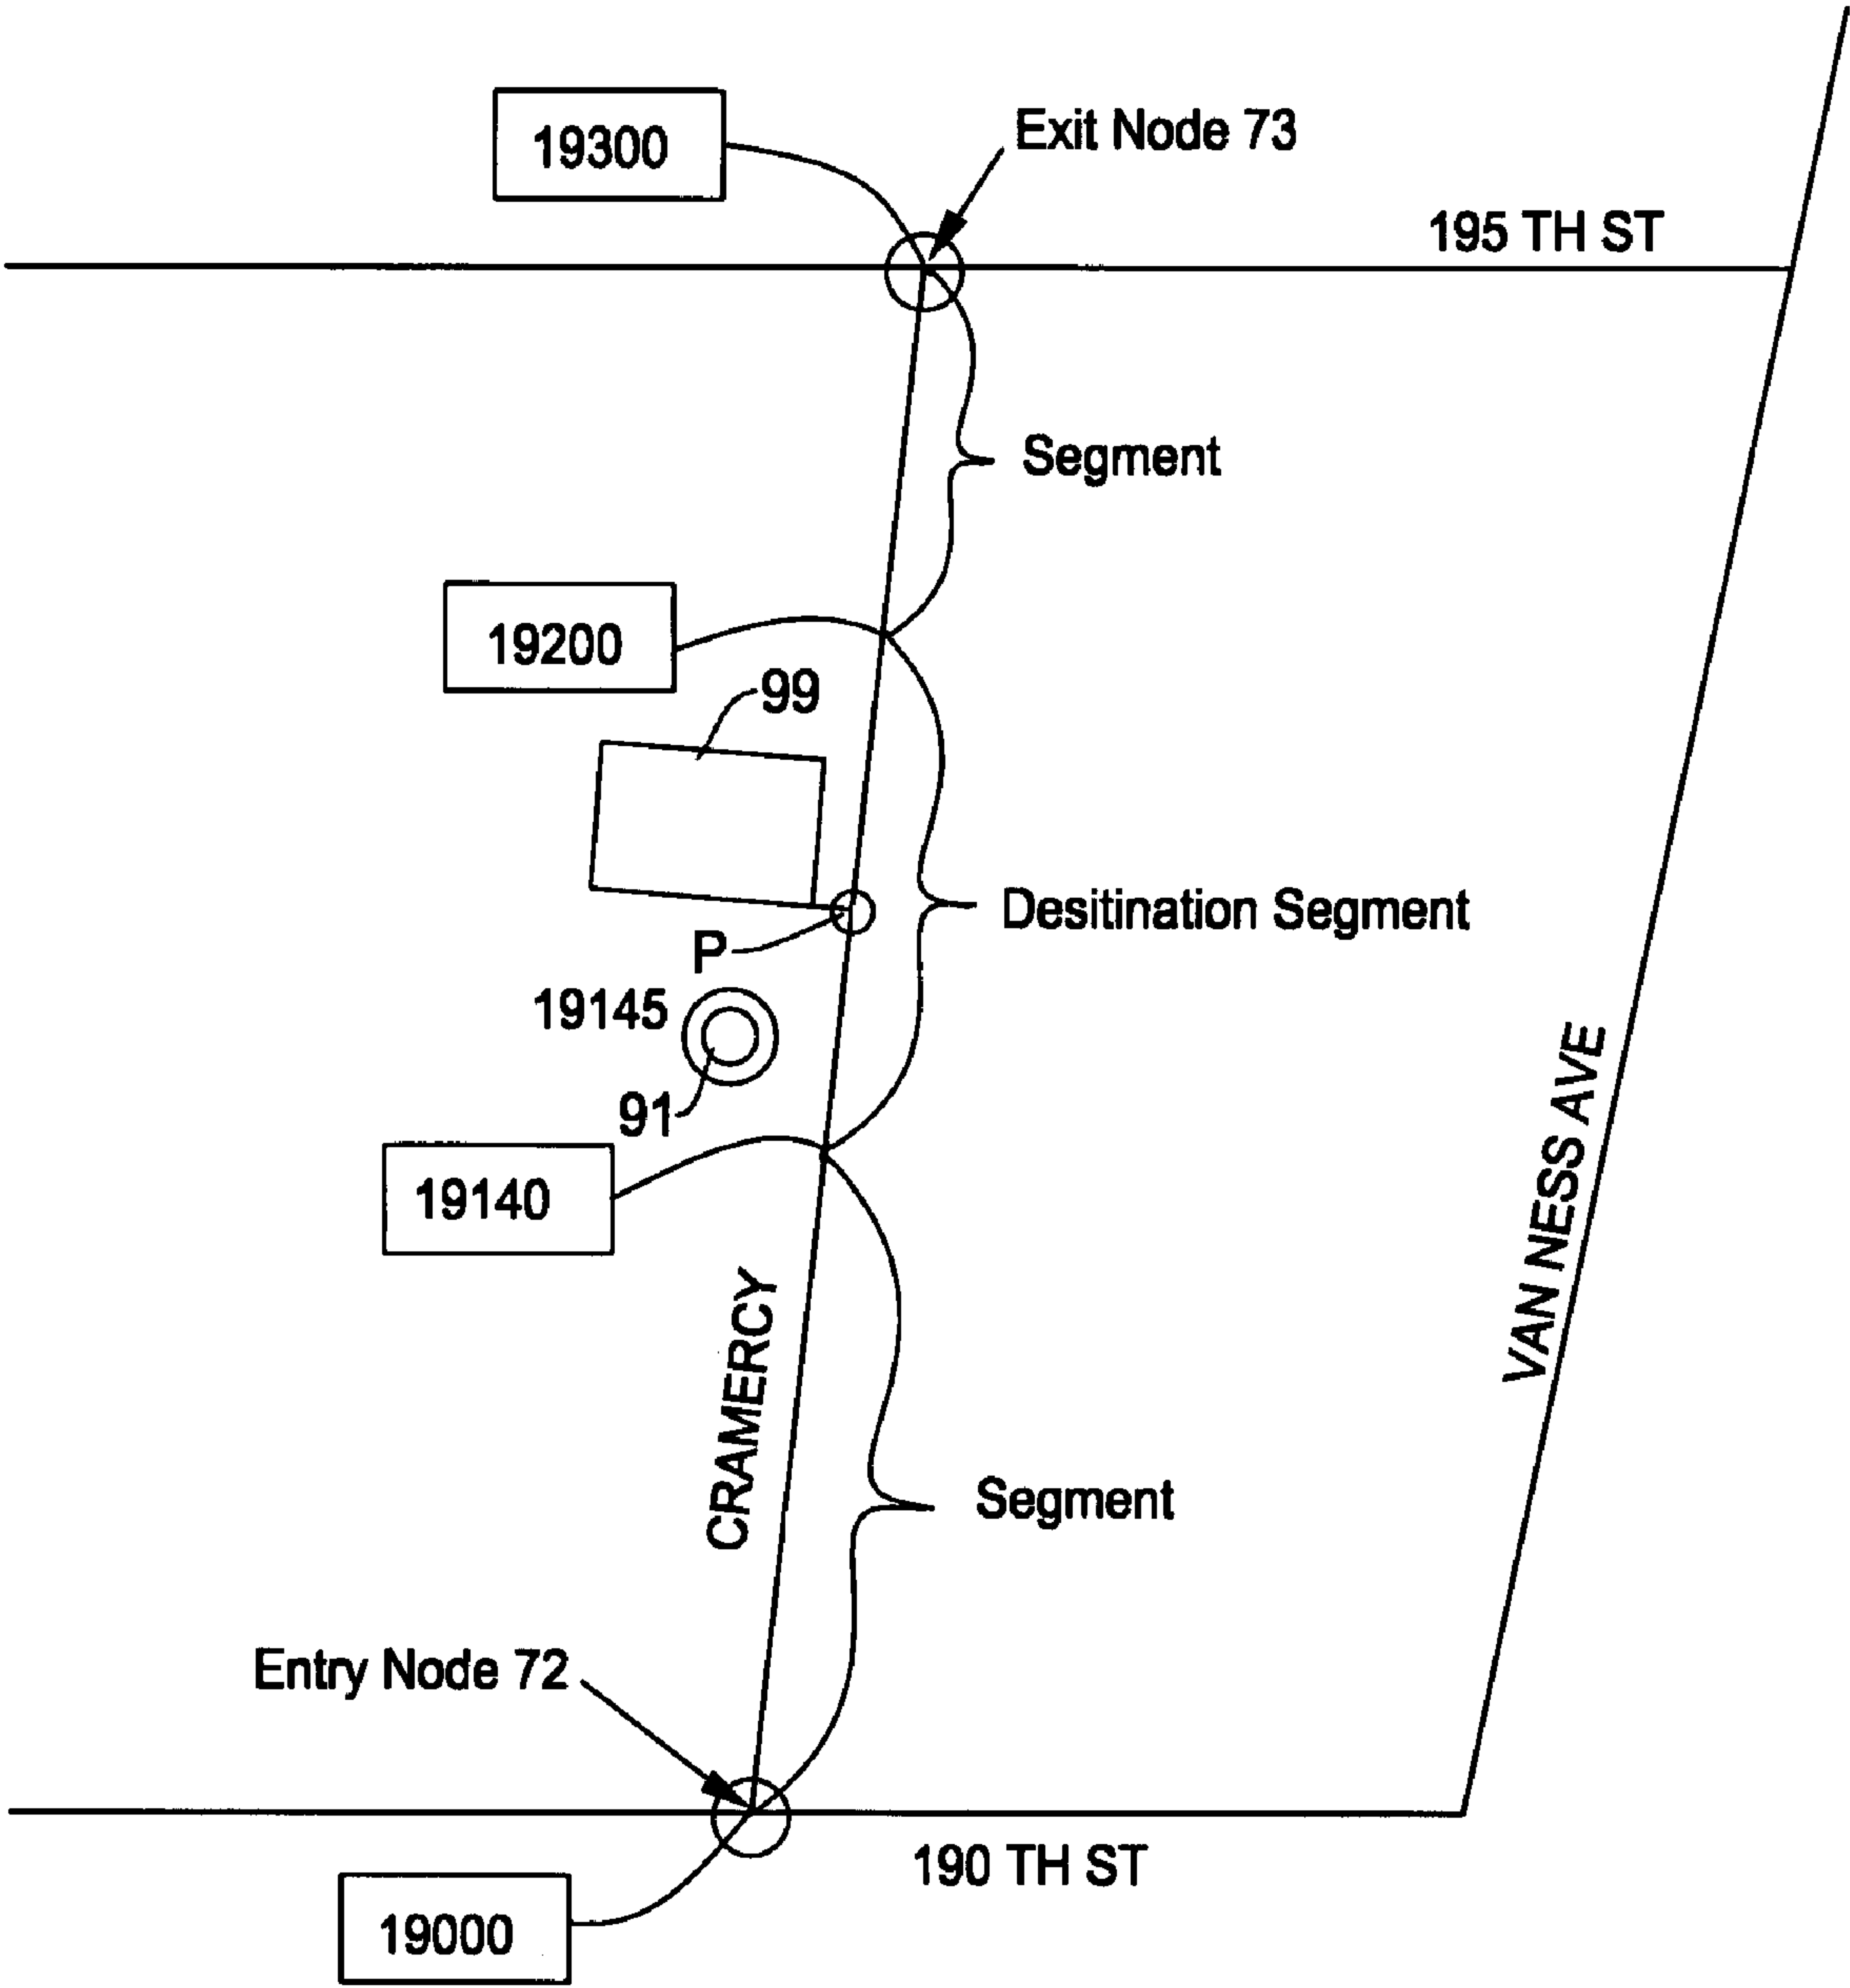 19300
Exit Node 73
195 TH ST
Segment
19200
99
Desitination Segment
P
19145
91
19140
VAN NESS AVE
CRAMERCY
Segment
Entry Node 72
190 TH ST
19000